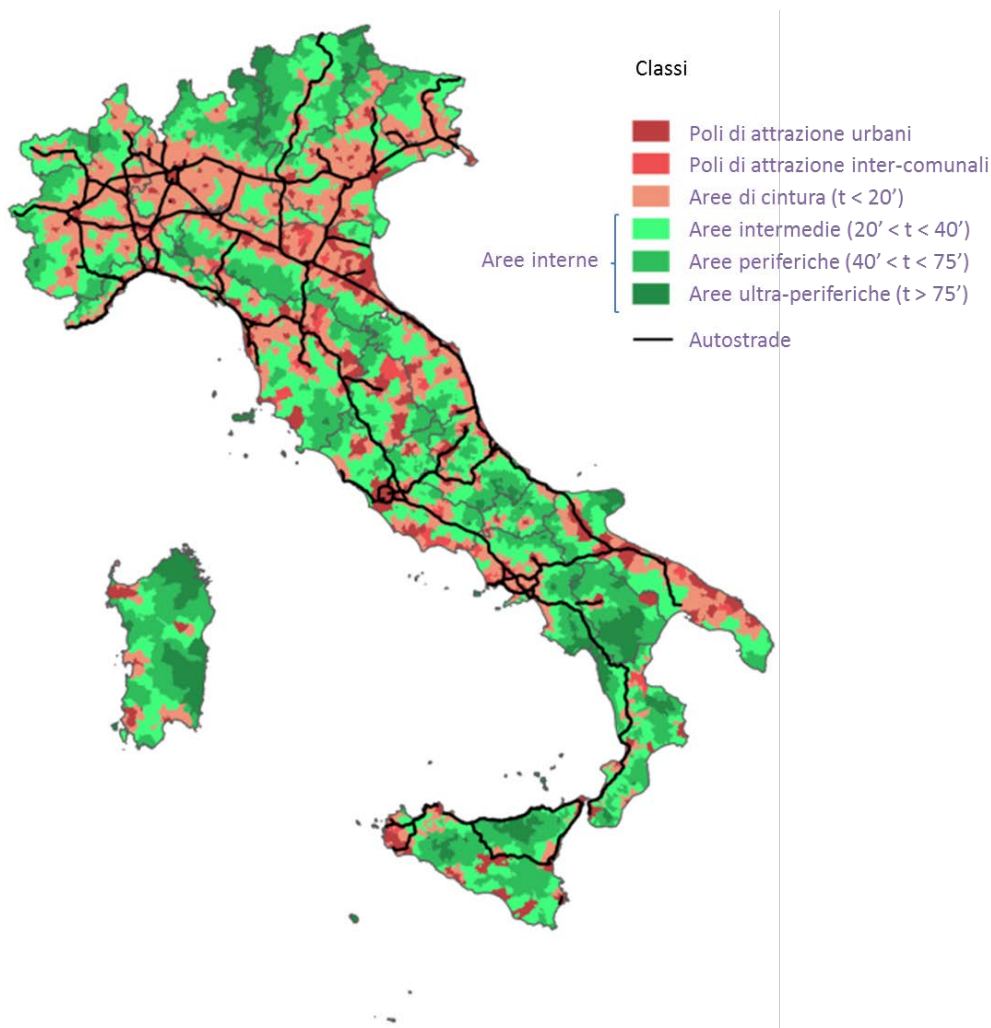 Classi
Poli di attrazione urbani
Poli di attrazione inter-comunali
Aree di cintura (t < 20’)
Aree intermedie (20’ < t < 40’)
Aree interne
Aree periferiche (40’ < t < 75’)
Aree ultra-periferiche (t > 75’)
Autostrade